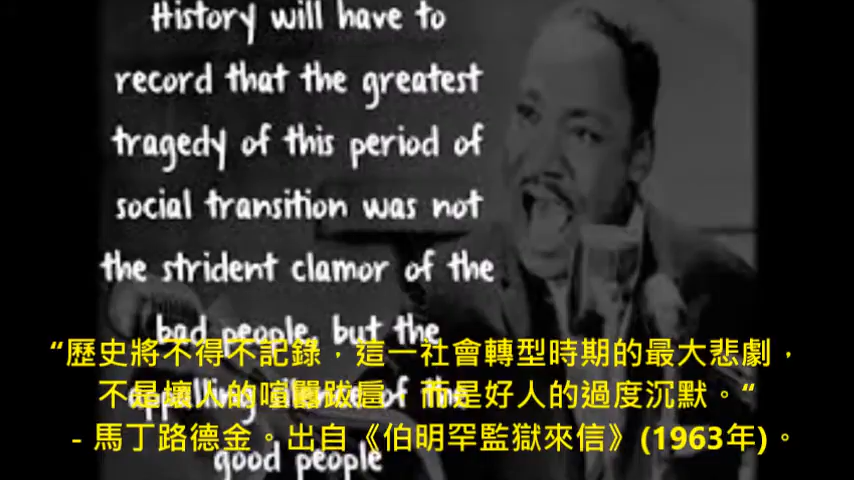 History will have to
record that the greatest
tragedy of this period of
social transition was not
the strident clamor of the
bad people, but the
appalling silence of the
good people
“歷史將不得不記錄，這一社會轉型時期的最大悲劇，
不是壞人的喧囂跋扈，而是好人的過度沉默。“
- 馬丁路德金。出自《伯明罕監獄來信》(1963年)。